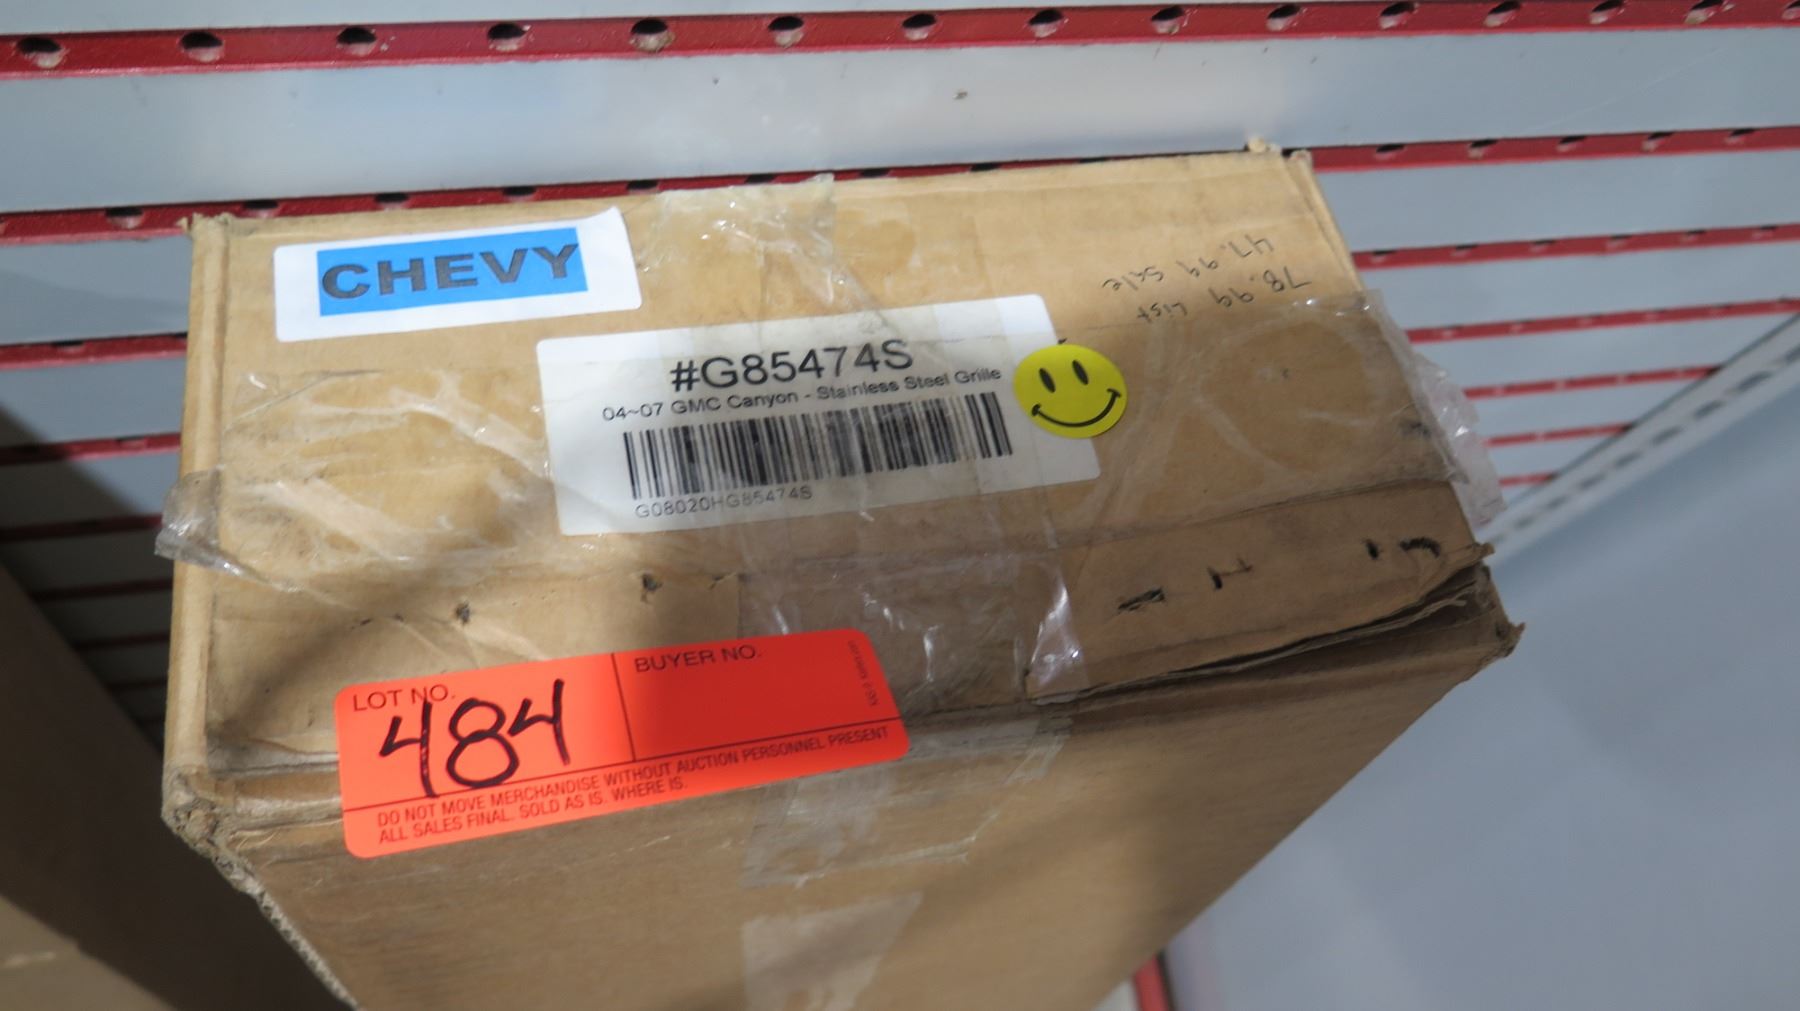 CHEVY
#G85474S
04~07 GMC Canyon - Stainless Steel Grille
G08020HG85474S
78.99 List
47.99 Sale
LOT NO.
484
BUYER NO.
DO NOT MOVE MERCHANDISE WITHOUT AUCTION PERSONNEL PRESENT
ALL SALES FINAL. SOLD AS IS. WHERE IS.